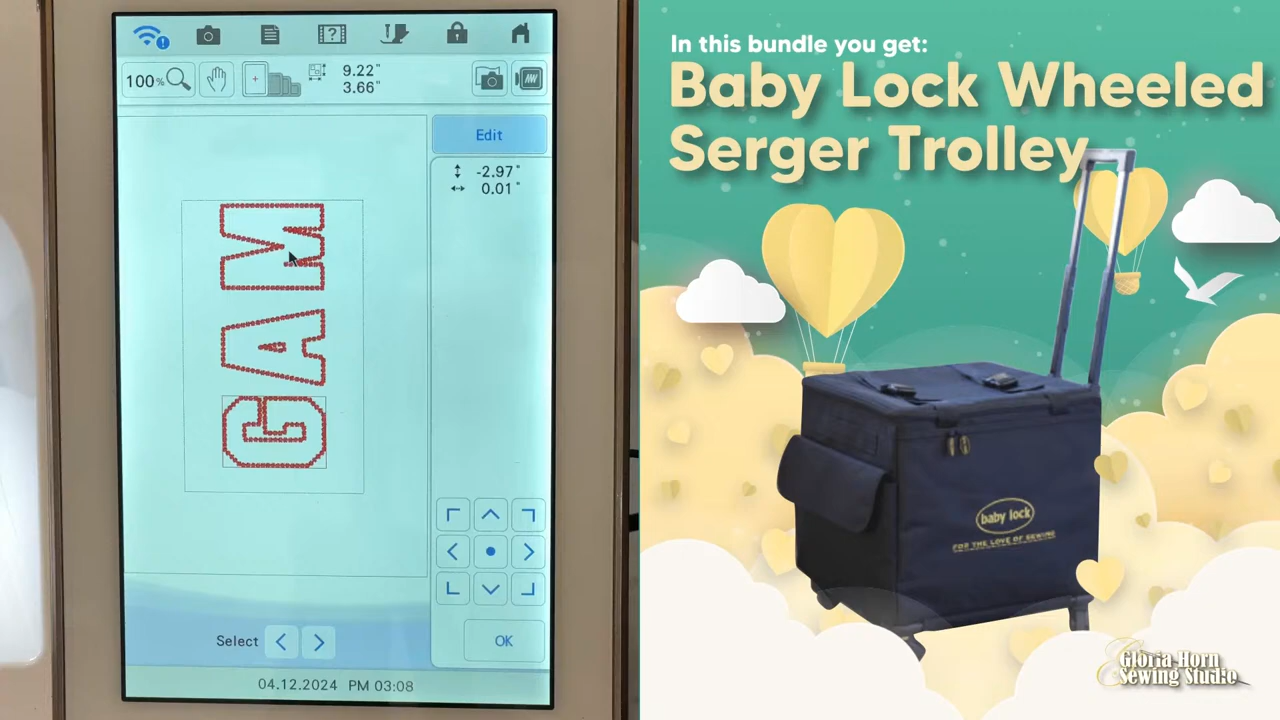 100%
9.22"
3.66"
Edit
-2.97"
0.01"
GAM
Select
OK
04.12.2024 PM 03:08
In this bundle you get:
Baby Lock Wheeled
Serger Trolley
baby lock
FOR THE LOVE OF SEWING
Gloria Horn
Sewing Studio